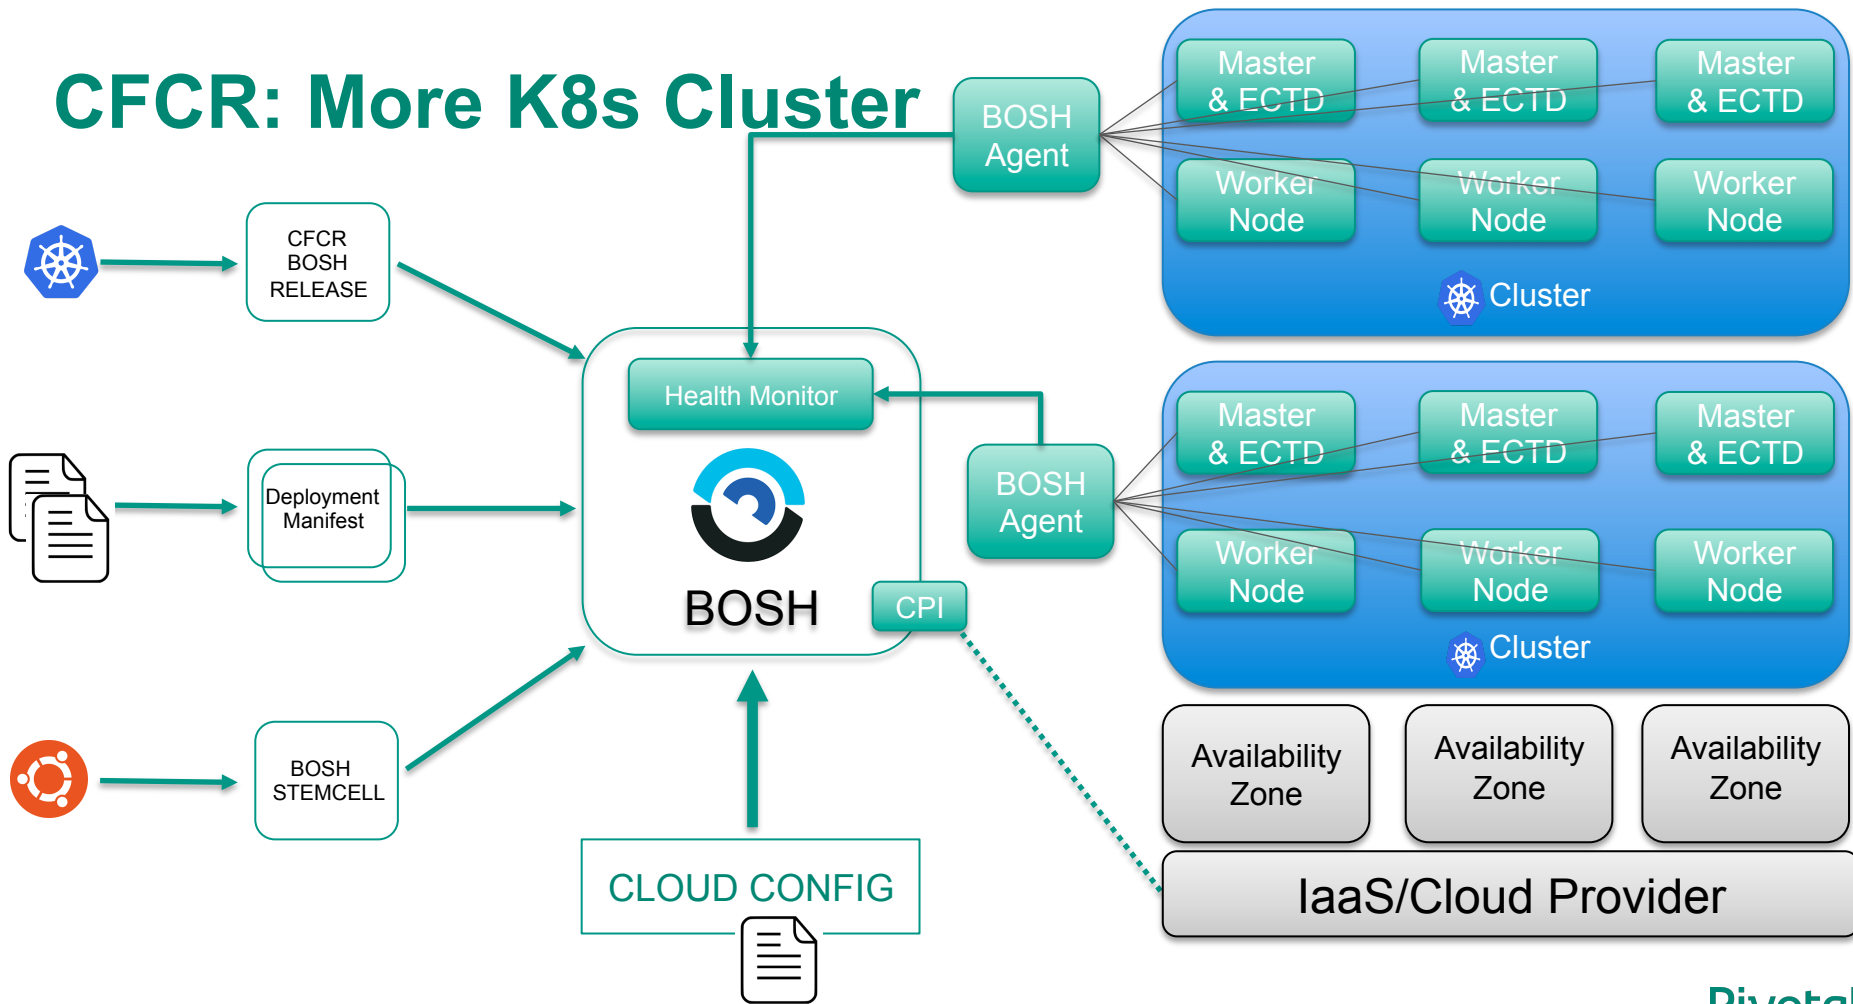 CFCR: More K8s Cluster
CFCR
BOSH
RELEASE
Deployment
Manifest
BOSH
STEMCELL
Health Monitor
BOSH
CPI
CLOUD CONFIG
BOSH
Agent
Master
& ECTD
Master
& ECTD
Master
& ECTD
Worker
Node
Worker
Node
Worker
Node
Cluster
BOSH
Agent
Master
& ECTD
Master
& ECTD
Master
& ECTD
Worker
Node
Worker
Node
Worker
Node
Cluster
Availability
Zone
Availability
Zone
Availability
Zone
IaaS/Cloud Provider